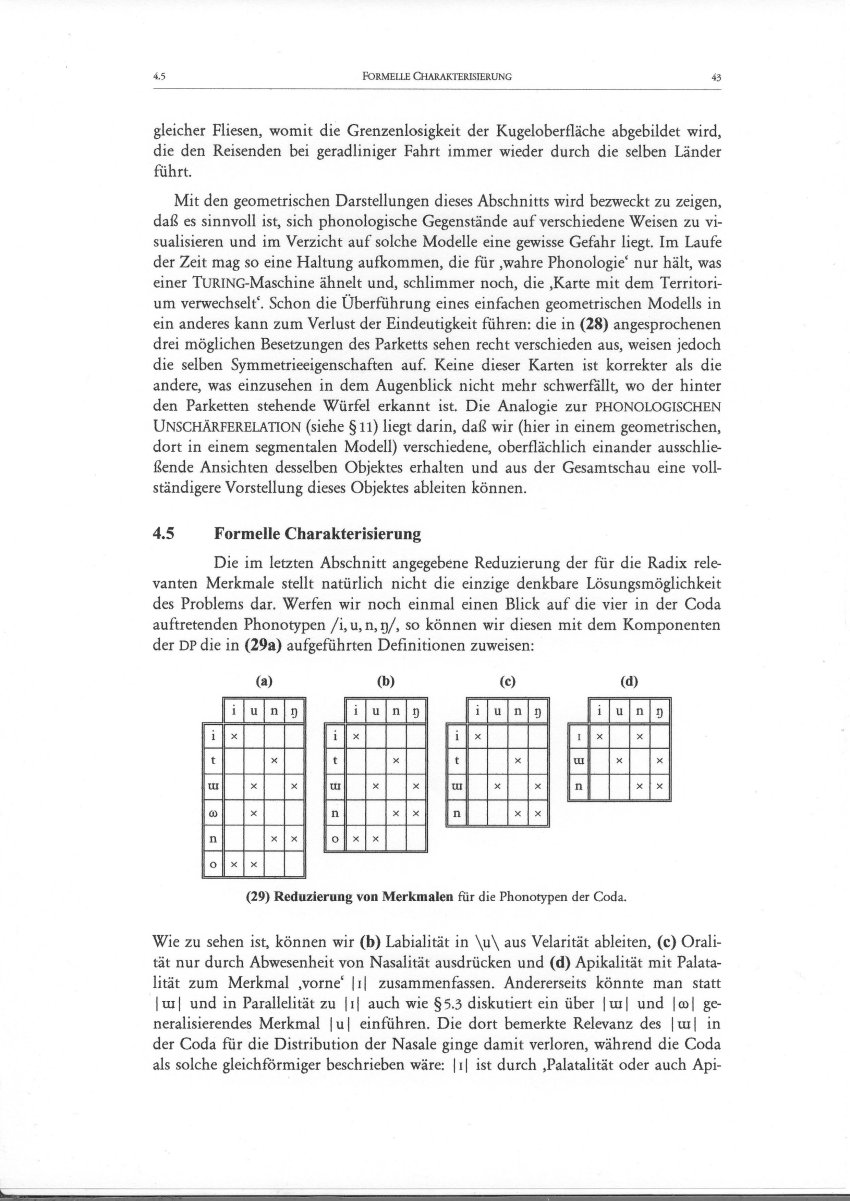 4.5 FORMELLE CHARAKTERISIERUNG 43
gleicher Fliesen, womit die Grenzenlosigkeit der Kugeloberfläche abgebildet wird,
die den Reisenden bei geradliniger Fahrt immer wieder durch die selben Länder
führt.
Mit den geometrischen Darstellungen dieses Abschnitts wird bezweckt zu zeigen,
daß es sinnvoll ist, sich phonologische Gegenstände auf verschiedene Weisen zu vi-
sualisieren und im Verzicht auf solche Modelle eine gewisse Gefahr liegt. Im Laufe
der Zeit mag so eine Haltung aufkommen, die für ‚wahre Phonologie‘ nur hält, was
einer TURING-Maschine ähnelt und, schlimmer noch, die ‚Karte mit dem Territori-
um verwechselt‘. Schon die Überführung eines einfachen geometrischen Modells in
ein anderes kann zum Verlust der Eindeutigkeit führen: die in (28) angesprochenen
drei möglichen Besetzungen des Parketts sehen recht verschieden aus, weisen jedoch
die selben Symmetrieeigenschaften auf. Keine dieser Karten ist korrekter als die
andere, was einzusehen in dem Augenblick nicht mehr schwerfällt, wo der hinter
den Parketten stehende Würfel erkannt ist. Die Analogie zur PHONOLOGISCHEN
UNSCHÄRFERELATION (siehe § 11) liegt darin, daß wir (hier in einem geometrischen,
dort in einem segmentalen Modell) verschiedene, oberflächlich einander ausschlie-
ßende Ansichten desselben Objektes erhalten und aus der Gesamtschau eine voll-
ständigere Vorstellung dieses Objektes ableiten können.
4.5 Formelle Charakterisierung
Die im letzten Abschnitt angegebene Reduzierung der für die Radix rele-
vanten Merkmale stellt natürlich nicht die einzige denkbare Lösungsmöglichkeit
des Problems dar. Werfen wir noch einmal einen Blick auf die vier in der Coda
auftretenden Phonotypen /i, u, n, ŋ/, so können wir diesen mit dem Komponenten
der DP die in (29a) aufgeführten Definitionen zuweisen:
(a) (b) (c) (d)
i u n ŋ i u n ŋ i u n ŋ i u n ŋ
i × i × i × ɪ × ×
t × t × t × ɯ × ×
ɯ × × ɯ × × ɯ × × n × ×
ɷ × n × × n × ×
n × × o × ×
o × ×
(29) Reduzierung von Merkmalen für die Phonotypen der Coda.
Wie zu sehen ist, können wir (b) Labialität in \u\ aus Velarität ableiten, (c) Orali-
tät nur durch Abwesenheit von Nasalität ausdrücken und (d) Apikalität mit Palata-
lität zum Merkmal ‚vorne‘ |ɪ| zusammenfassen. Andererseits könnte man statt
|ɯ| und in Parallelität zu |ɪ| auch wie § 5.3 diskutiert ein über |ɯ| und |ɷ| ge-
neralisierendes Merkmal |u| einführen. Die dort bemerkte Relevanz des |ɯ| in
der Coda für die Distribution der Nasale ginge damit verloren, während die Coda
als solche gleichförmiger beschrieben wäre: |ɪ| ist durch ‚Palatalität oder auch Api-